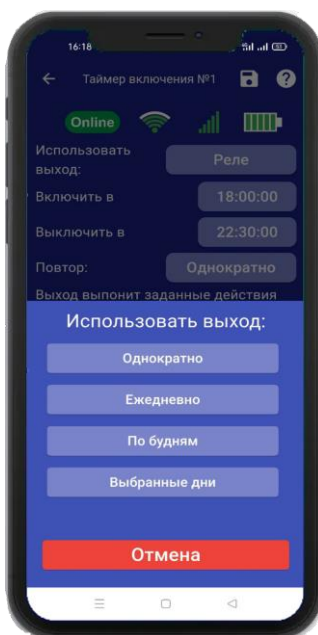 16:18
Таймер включения №1
Online
Использовать выход:
Реле
Включить в
18:00:00
Выключить в
22:30:00
Повтор:
Однократно
Выход выпонит заданные действия
Использовать выход:
Однократно
Ежедневно
По будням
Выбранные дни
Отмена